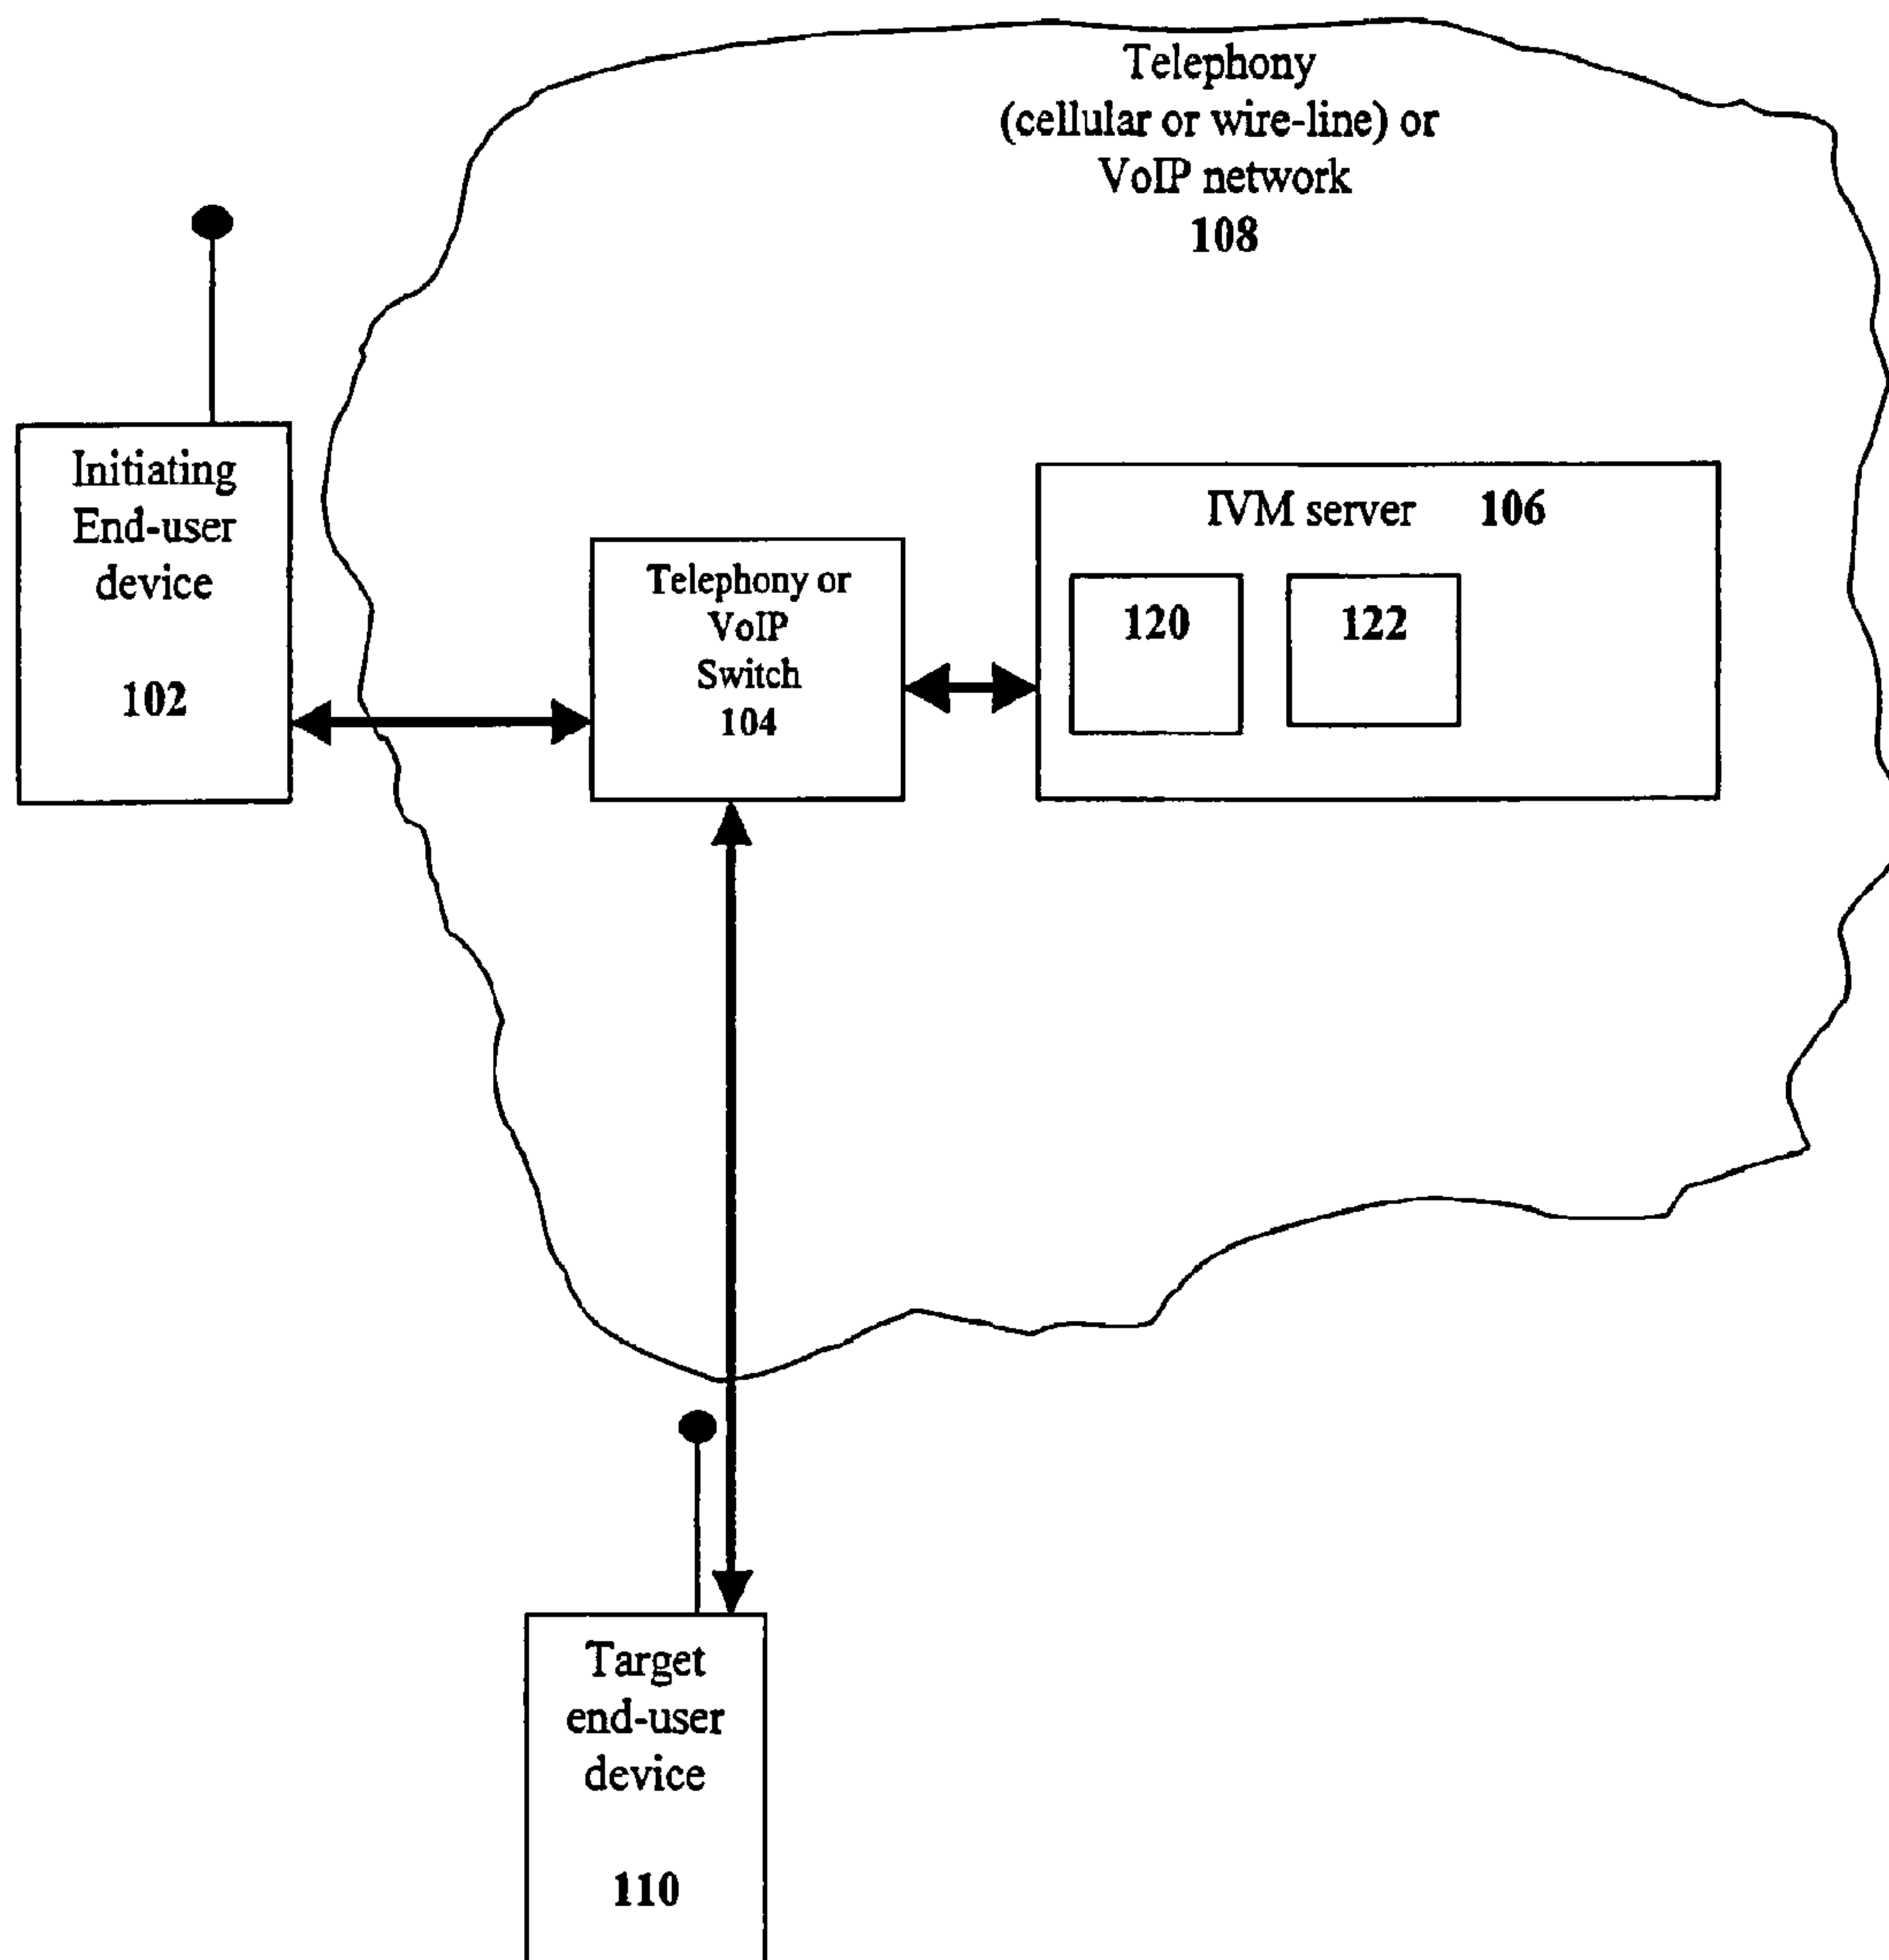 Telephony
(cellular or wire-line) or
VoIP network
108
Initiating
End-user
device
102
Telephony or
VoIP
Switch
104
IVM server 106
120
122
Target
end-user
device
110